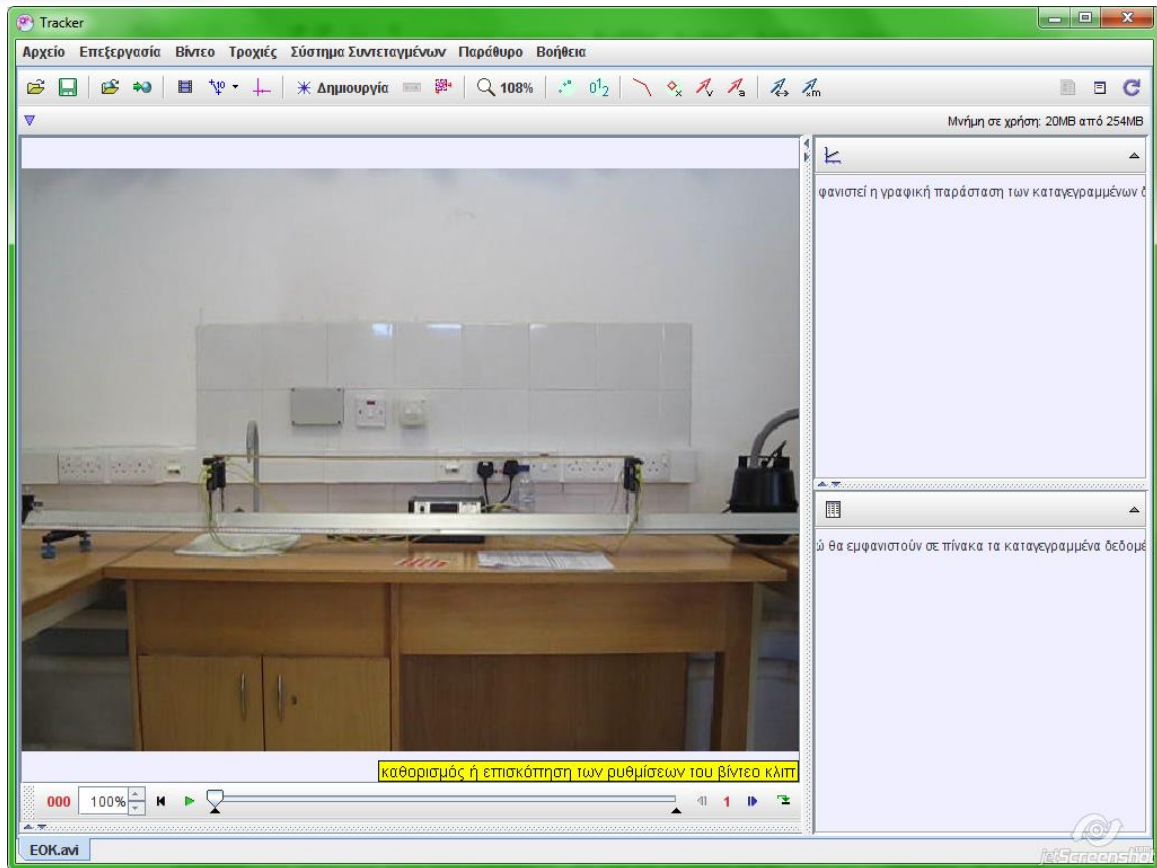 Tracker
Αρχείο Επεξεργασία Βίντεο Τροχιές Σύστημα Συντεταγμένων Παράθυρο Βοήθεια
Δημιουργία 108%
Μνήμη σε χρήση: 20MB από 254MB
φανιστεί η γραφική παράσταση των καταγεγραμμένων δ
ώ θα εμφανιστούν σε πίνακα τα καταγεγραμμένα δεδομέ
καθορισμός ή επισκόπηση των ρυθμίσεων του βίντεο κλιπ
000 100% 1
EOK.avi
jetScreenshot